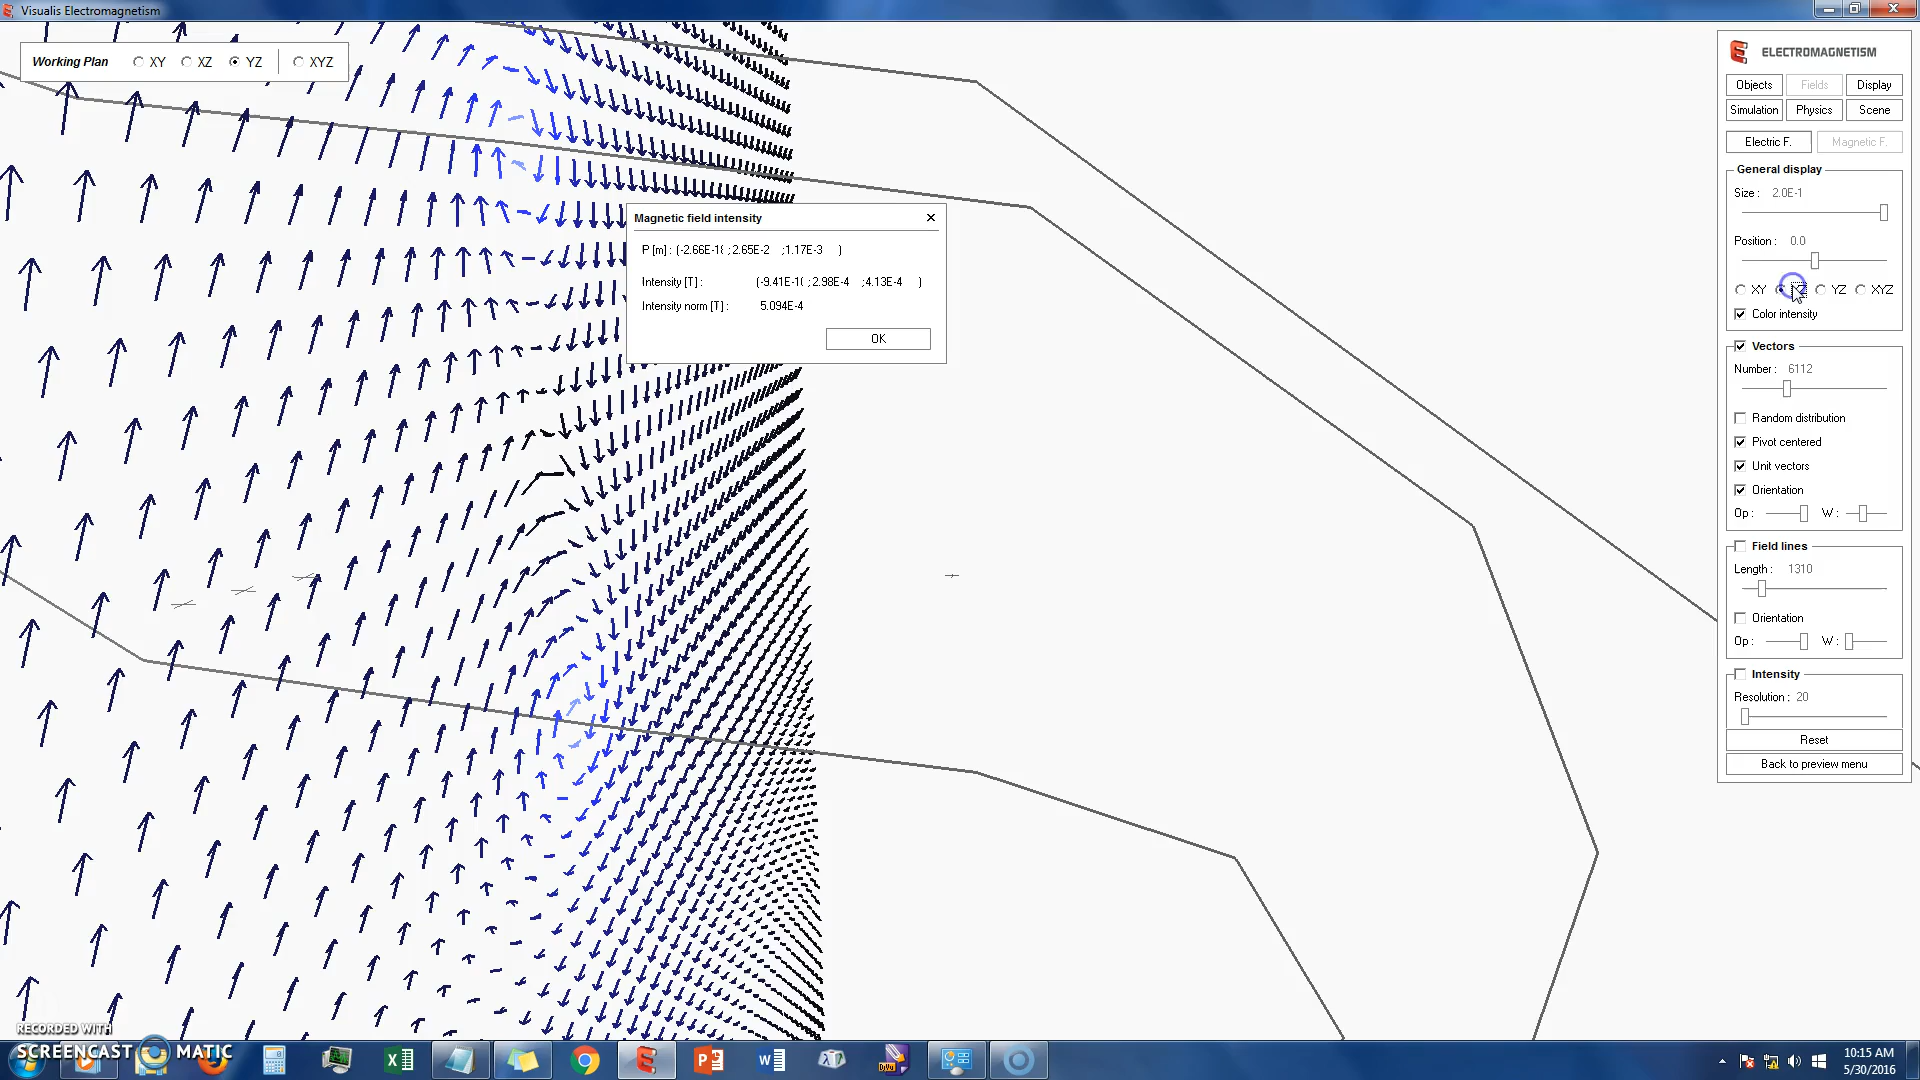 Visualis Electromagnetism
Working Plan XY XZ YZ XYZ
ELECTROMAGNETISM
Objects Fields Display
Simulation Physics Scene
Electric F. Magnetic F.
General display
Size : 2.0E-1
Position : 0.0
XY YZ XYZ
Color intensity
Vectors
Number : 6112
Random distribution
Pivot centered
Unit vectors
Orientation
Op : W :
Field lines
Length : 1310
Orientation
Op : W :
Intensity
Resolution : 20
Reset
Back to preview menu
Magnetic field intensity
P [m] : (-2.66E-18 ; 2.65E-2 ; 1.17E-3 )
Intensity [T] : (-9.41E-10 ; 2.98E-4 ; 4.13E-4 )
Intensity norm [T] : 5.094E-4
OK
RECORDED WITH
SCREENCAST MATIC
10:15 AM
5/30/2016